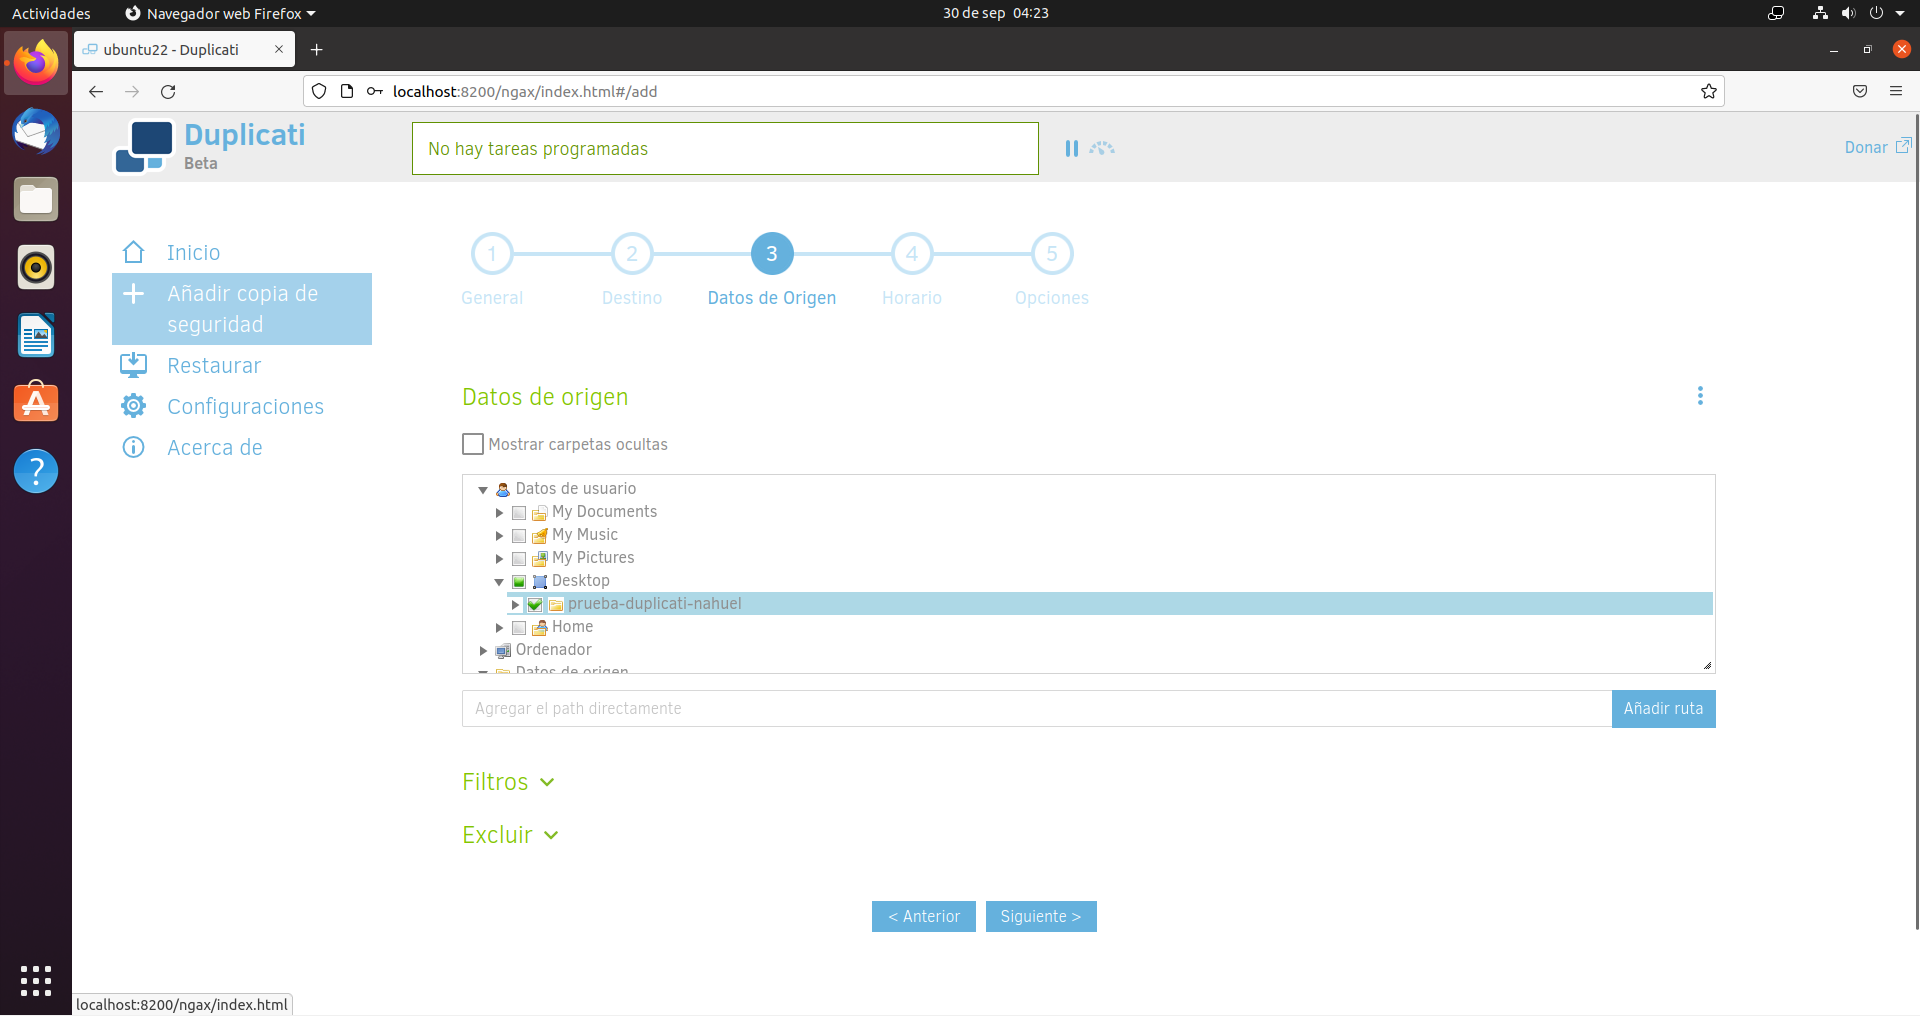 Actividades
Navegador web Firefox
30 de sep 04:23
ubuntu22 - Duplicati
localhost:8200/ngax/index.html#/add
Duplicati
Beta
No hay tareas programadas
Donar
Inicio
Añadir copia de
seguridad
Restaurar
Configuraciones
Acerca de
1
2
3
4
5
General
Destino
Datos de Origen
Horario
Opciones
Datos de origen
Mostrar carpetas ocultas
Datos de usuario
My Documents
My Music
My Pictures
Desktop
prueba-duplicati-nahuel
Home
Ordenador
Datos de origen
Agregar el path directamente
Añadir ruta
Filtros
Excluir
< Anterior
Siguiente >
localhost:8200/ngax/index.html